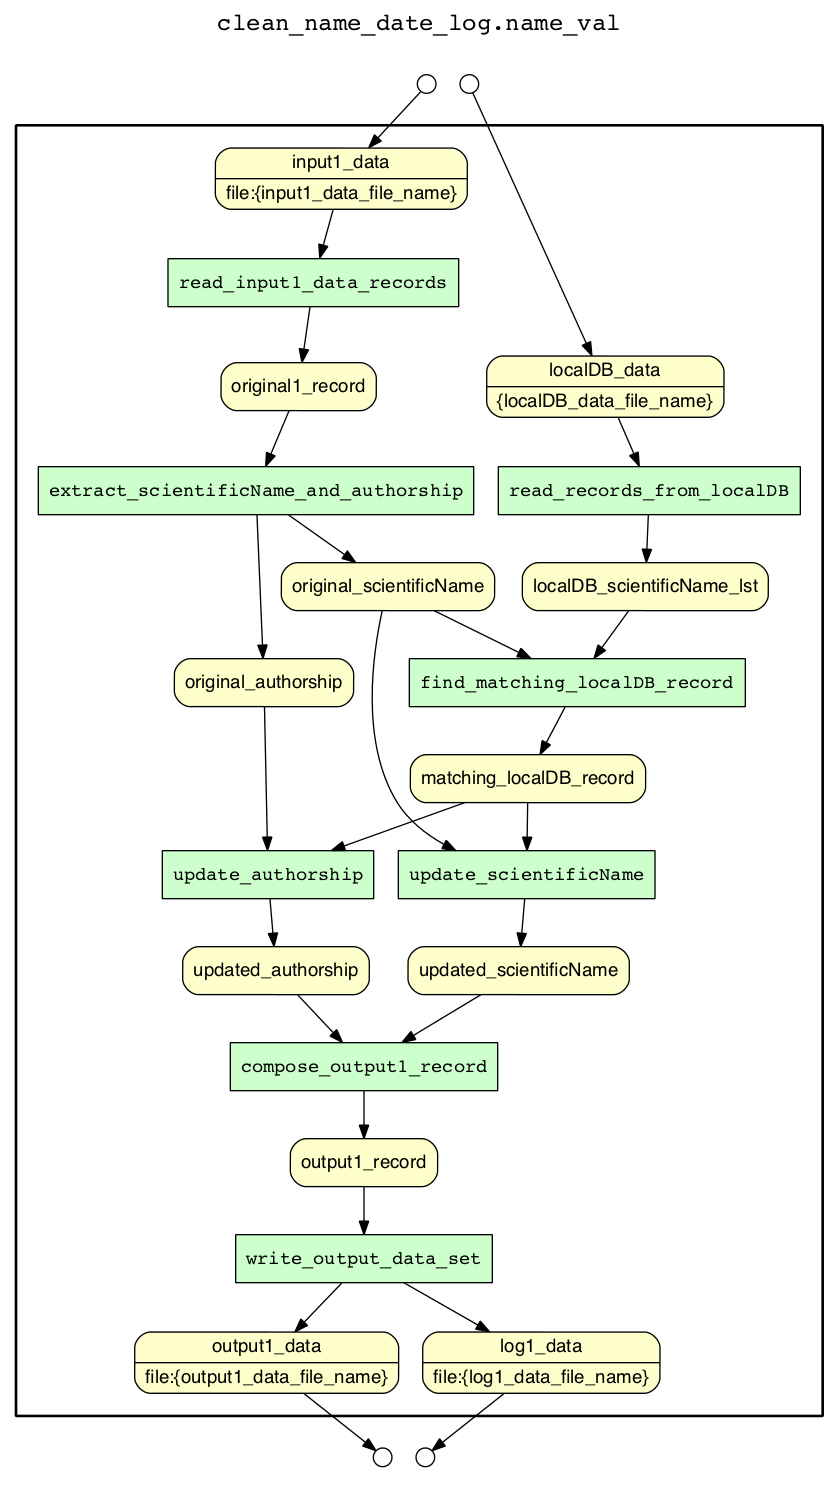 clean_name_date_log.name_val
input1_data
file:{input1_data_file_name}
read_input1_data_records
original1_record
localDB_data
{localDB_data_file_name}
extract_scientificName_and_authorship
read_records_from_localDB
original_scientificName
localDB_scientificName_lst
original_authorship
find_matching_localDB_record
matching_localDB_record
update_authorship
update_scientificName
updated_authorship
updated_scientificName
compose_output1_record
output1_record
write_output_data_set
output1_data
file:{output1_data_file_name}
log1_data
file:{log1_data_file_name}